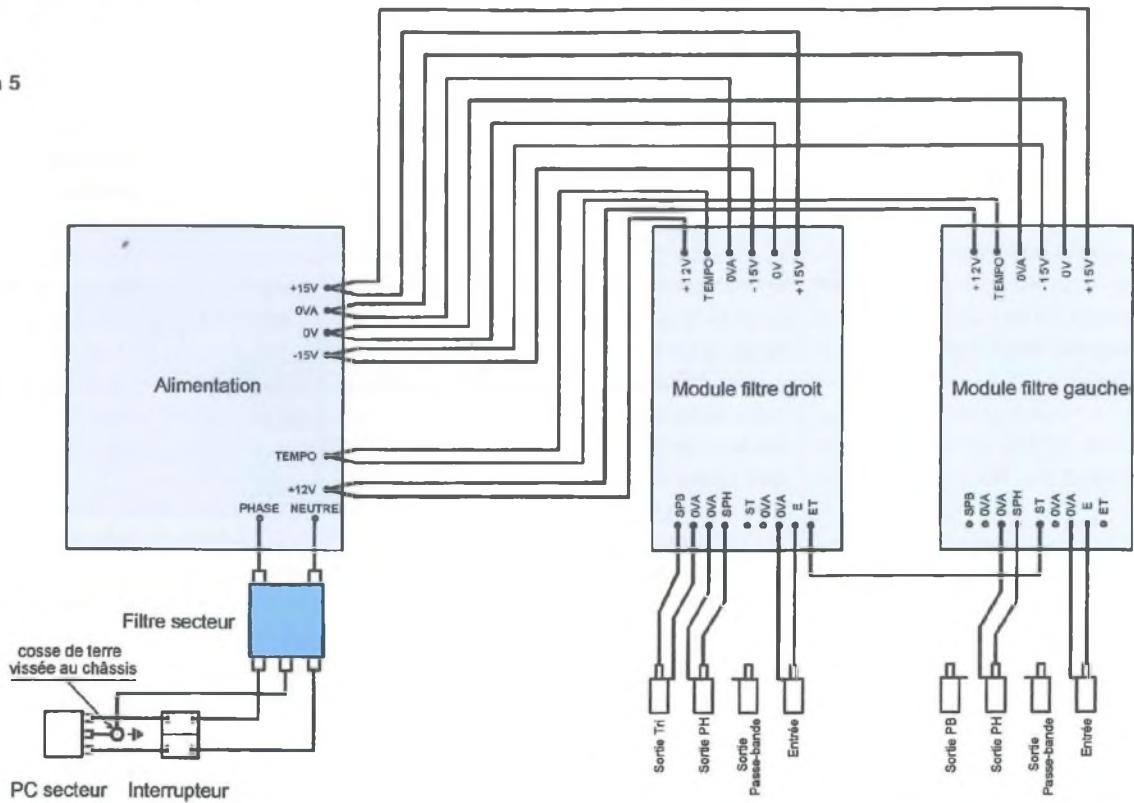 5
+15V
0VA
0V
-15V
Alimentation
TEMPO
+12V
PHASE NEUTRE
+12V
TEMPO
0VA
-15V
0V
+15V
Module filtre droit
SPB
0VA
0VA
SPH
ST
0VA
0VA
E
ET
+12V
TEMPO
0VA
-15V
0V
+15V
Module filtre gauche
SPB
0VA
0VA
SPH
ST
0VA
0VA
E
ET
Filtre secteur
cosse de terre
vissée au châssis
PC secteur
Interrupteur
Sortie Tri
Sortie PH
Sortie
Passe-bande
Entrée
Sortie PB
Sortie PH
Sortie
Passe-bande
Entrée